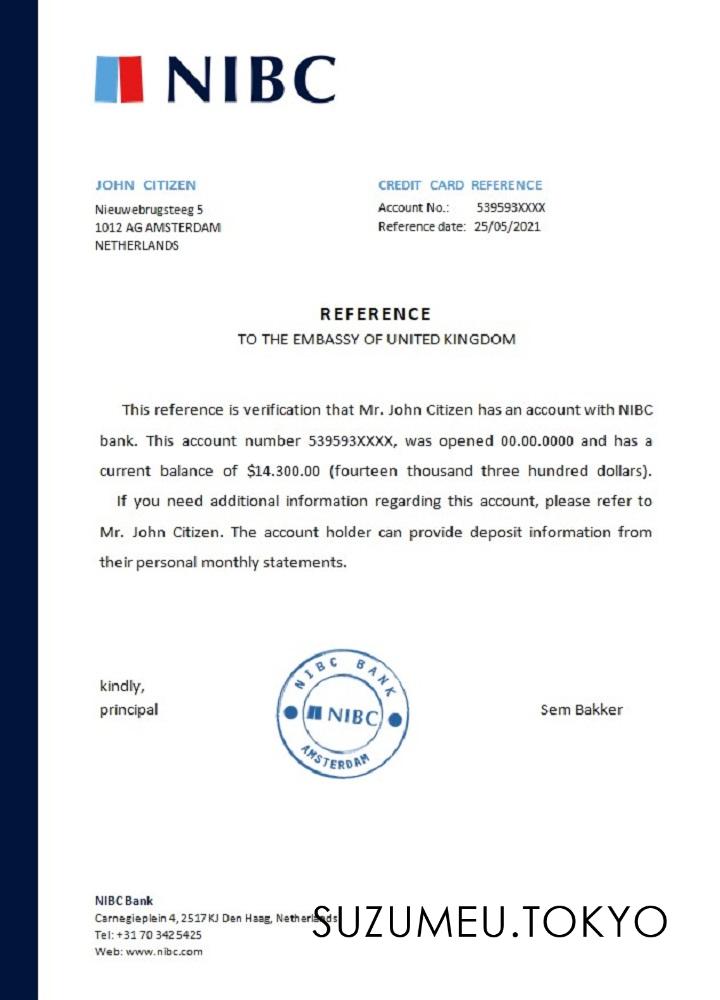 NIBC
JOHN CITIZEN
Nieuwebrugsteeg 5
1012 AG AMSTERDAM
NETHERLANDS
CREDIT CARD REFERENCE
Account No.: 539593XXXX
Reference date: 25/05/2021
REFERENCE
TO THE EMBASSY OF UNITED KINGDOM
This reference is verification that Mr. John Citizen has an account with NIBC
bank. This account number 539593XXXX, was opened 00.00.0000 and has a
current balance of $14.300.00 (fourteen thousand three hundred dollars).
If you need additional information regarding this account, please refer to
Mr. John Citizen. The account holder can provide deposit information from
their personal monthly statements.
kindly,
principal
NIBC BANK
NIBC
AMSTERDAM
Sem Bakker
NIBC Bank
Carnegieplein 4, 2517 KJ Den Haag, Netherlands
Tel: +31 70 342 5425
Web: www.nibc.com
SUZUMEU.TOKYO